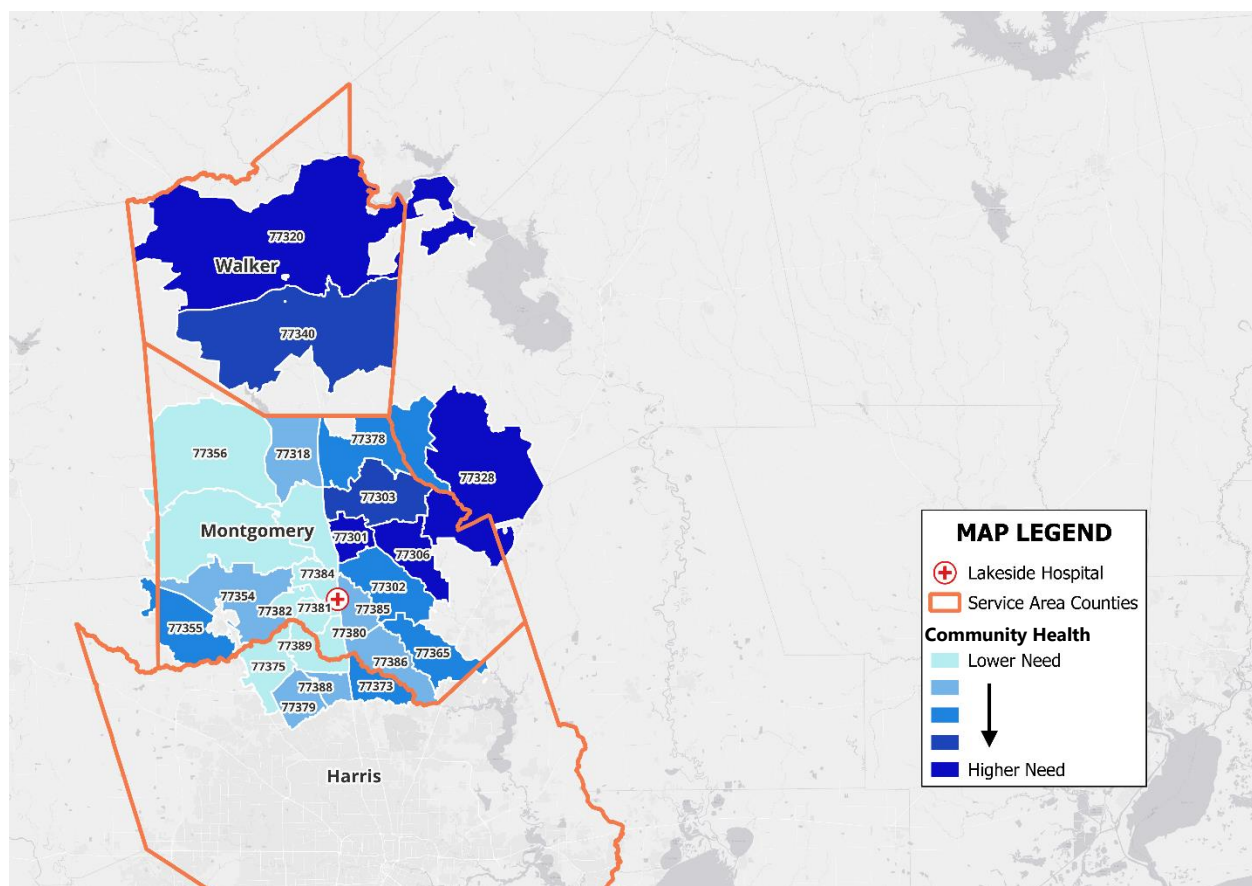 77320
Walker
77340
77356
77318
77378
77328
77303
Montgomery
77301
77306
77384
77302
77354
77382
77381
77385
77355
77380
77389
77365
77375
77386
77388
77373
77379
Harris
MAP LEGEND
Lakeside Hospital
Service Area Counties
Community Health
Lower Need
Higher Need